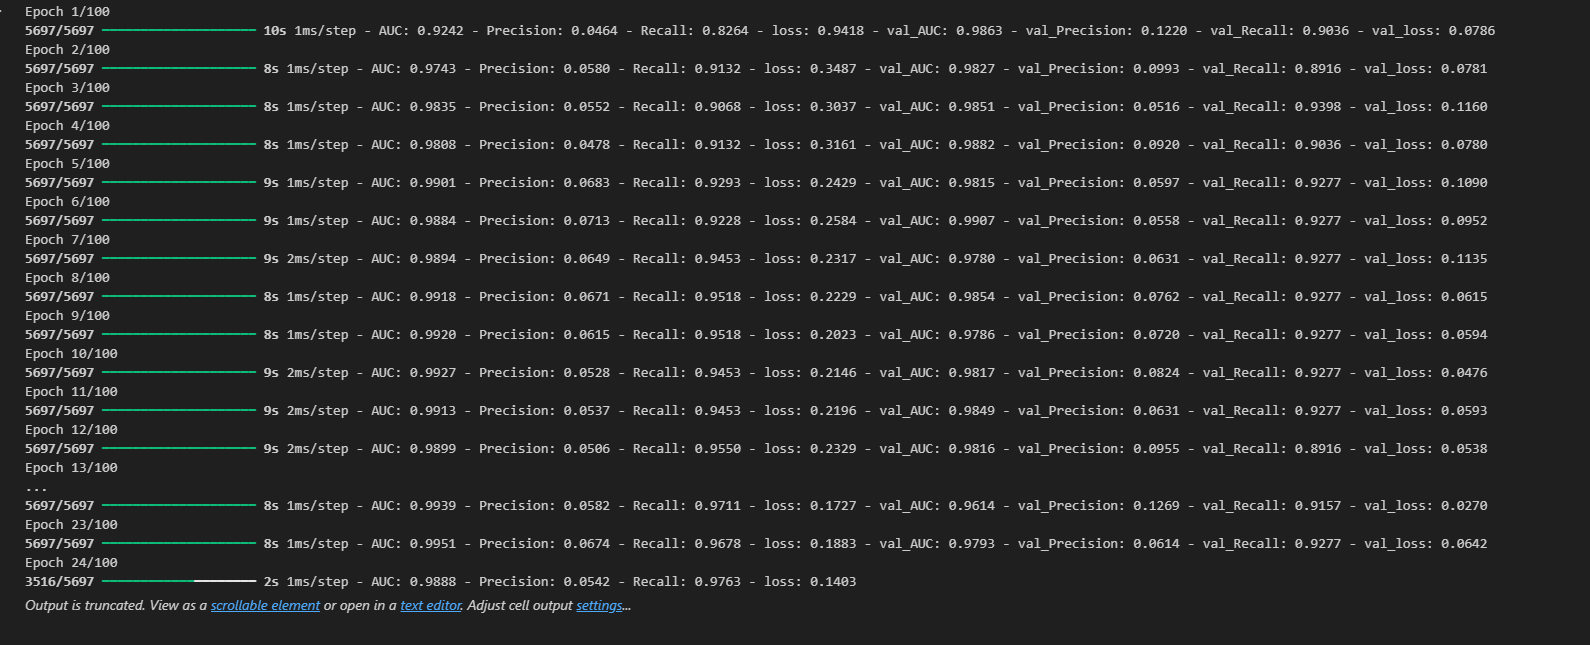 Epoch 1/100
5697/5697 10s 1ms/step - AUC: 0.9242 - Precision: 0.0464 - Recall: 0.8264 - loss: 0.9418 - val_AUC: 0.9863 - val_Precision: 0.1220 - val_Recall: 0.9036 - val_loss: 0.0786
Epoch 2/100
5697/5697 8s 1ms/step - AUC: 0.9743 - Precision: 0.0580 - Recall: 0.9132 - loss: 0.3487 - val_AUC: 0.9827 - val_Precision: 0.0993 - val_Recall: 0.8916 - val_loss: 0.0781
Epoch 3/100
5697/5697 8s 1ms/step - AUC: 0.9835 - Precision: 0.0552 - Recall: 0.9068 - loss: 0.3037 - val_AUC: 0.9851 - val_Precision: 0.0516 - val_Recall: 0.9398 - val_loss: 0.1160
Epoch 4/100
5697/5697 8s 1ms/step - AUC: 0.9808 - Precision: 0.0478 - Recall: 0.9132 - loss: 0.3161 - val_AUC: 0.9882 - val_Precision: 0.0920 - val_Recall: 0.9036 - val_loss: 0.0780
Epoch 5/100
5697/5697 9s 1ms/step - AUC: 0.9901 - Precision: 0.0683 - Recall: 0.9293 - loss: 0.2429 - val_AUC: 0.9815 - val_Precision: 0.0597 - val_Recall: 0.9277 - val_loss: 0.1090
Epoch 6/100
5697/5697 9s 1ms/step - AUC: 0.9884 - Precision: 0.0713 - Recall: 0.9228 - loss: 0.2584 - val_AUC: 0.9907 - val_Precision: 0.0558 - val_Recall: 0.9277 - val_loss: 0.0952
Epoch 7/100
5697/5697 9s 2ms/step - AUC: 0.9894 - Precision: 0.0649 - Recall: 0.9453 - loss: 0.2317 - val_AUC: 0.9780 - val_Precision: 0.0631 - val_Recall: 0.9277 - val_loss: 0.1135
Epoch 8/100
5697/5697 8s 1ms/step - AUC: 0.9918 - Precision: 0.0671 - Recall: 0.9518 - loss: 0.2229 - val_AUC: 0.9854 - val_Precision: 0.0762 - val_Recall: 0.9277 - val_loss: 0.0615
Epoch 9/100
5697/5697 8s 1ms/step - AUC: 0.9920 - Precision: 0.0615 - Recall: 0.9518 - loss: 0.2023 - val_AUC: 0.9786 - val_Precision: 0.0720 - val_Recall: 0.9277 - val_loss: 0.0594
Epoch 10/100
5697/5697 9s 2ms/step - AUC: 0.9927 - Precision: 0.0528 - Recall: 0.9453 - loss: 0.2146 - val_AUC: 0.9817 - val_Precision: 0.0824 - val_Recall: 0.9277 - val_loss: 0.0476
Epoch 11/100
5697/5697 9s 2ms/step - AUC: 0.9913 - Precision: 0.0537 - Recall: 0.9453 - loss: 0.2196 - val_AUC: 0.9849 - val_Precision: 0.0631 - val_Recall: 0.9277 - val_loss: 0.0593
Epoch 12/100
5697/5697 9s 2ms/step - AUC: 0.9899 - Precision: 0.0506 - Recall: 0.9550 - loss: 0.2329 - val_AUC: 0.9816 - val_Precision: 0.0955 - val_Recall: 0.8916 - val_loss: 0.0538
Epoch 13/100
...
5697/5697 8s 1ms/step - AUC: 0.9939 - Precision: 0.0582 - Recall: 0.9711 - loss: 0.1727 - val_AUC: 0.9614 - val_Precision: 0.1269 - val_Recall: 0.9157 - val_loss: 0.0270
Epoch 23/100
5697/5697 8s 1ms/step - AUC: 0.9951 - Precision: 0.0674 - Recall: 0.9678 - loss: 0.1883 - val_AUC: 0.9793 - val_Precision: 0.0614 - val_Recall: 0.9277 - val_loss: 0.0642
Epoch 24/100
3516/5697 2s 1ms/step - AUC: 0.9888 - Precision: 0.0542 - Recall: 0.9763 - loss: 0.1403
Output is truncated. View as a scrollable element or open in a text editor. Adjust cell output settings...